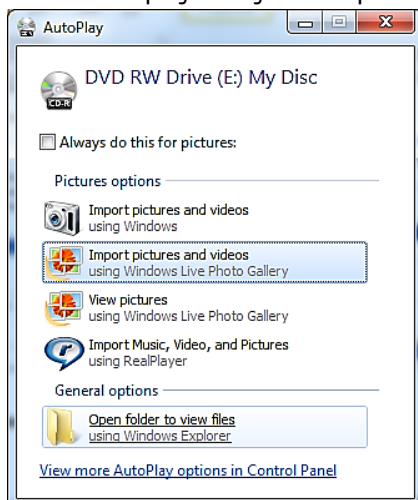 AutoPlay
DVD RW Drive (E:) My Disc
CD-R
Always do this for pictures:
Pictures options
Import pictures and videos
using Windows
Import pictures and videos
using Windows Live Photo Gallery
View pictures
using Windows Live Photo Gallery
Import Music, Video, and Pictures
using RealPlayer
General options
Open folder to view files
using Windows Explorer
View more AutoPlay options in Control Panel